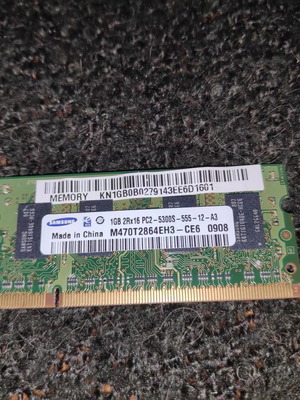 MEMORY KN1GB0B0279143EE6D1601
SAMSUNG 1GB 2Rx16 PC2-5300S-555-12-A3
Made in China M470T2864EH3-CE6 0908